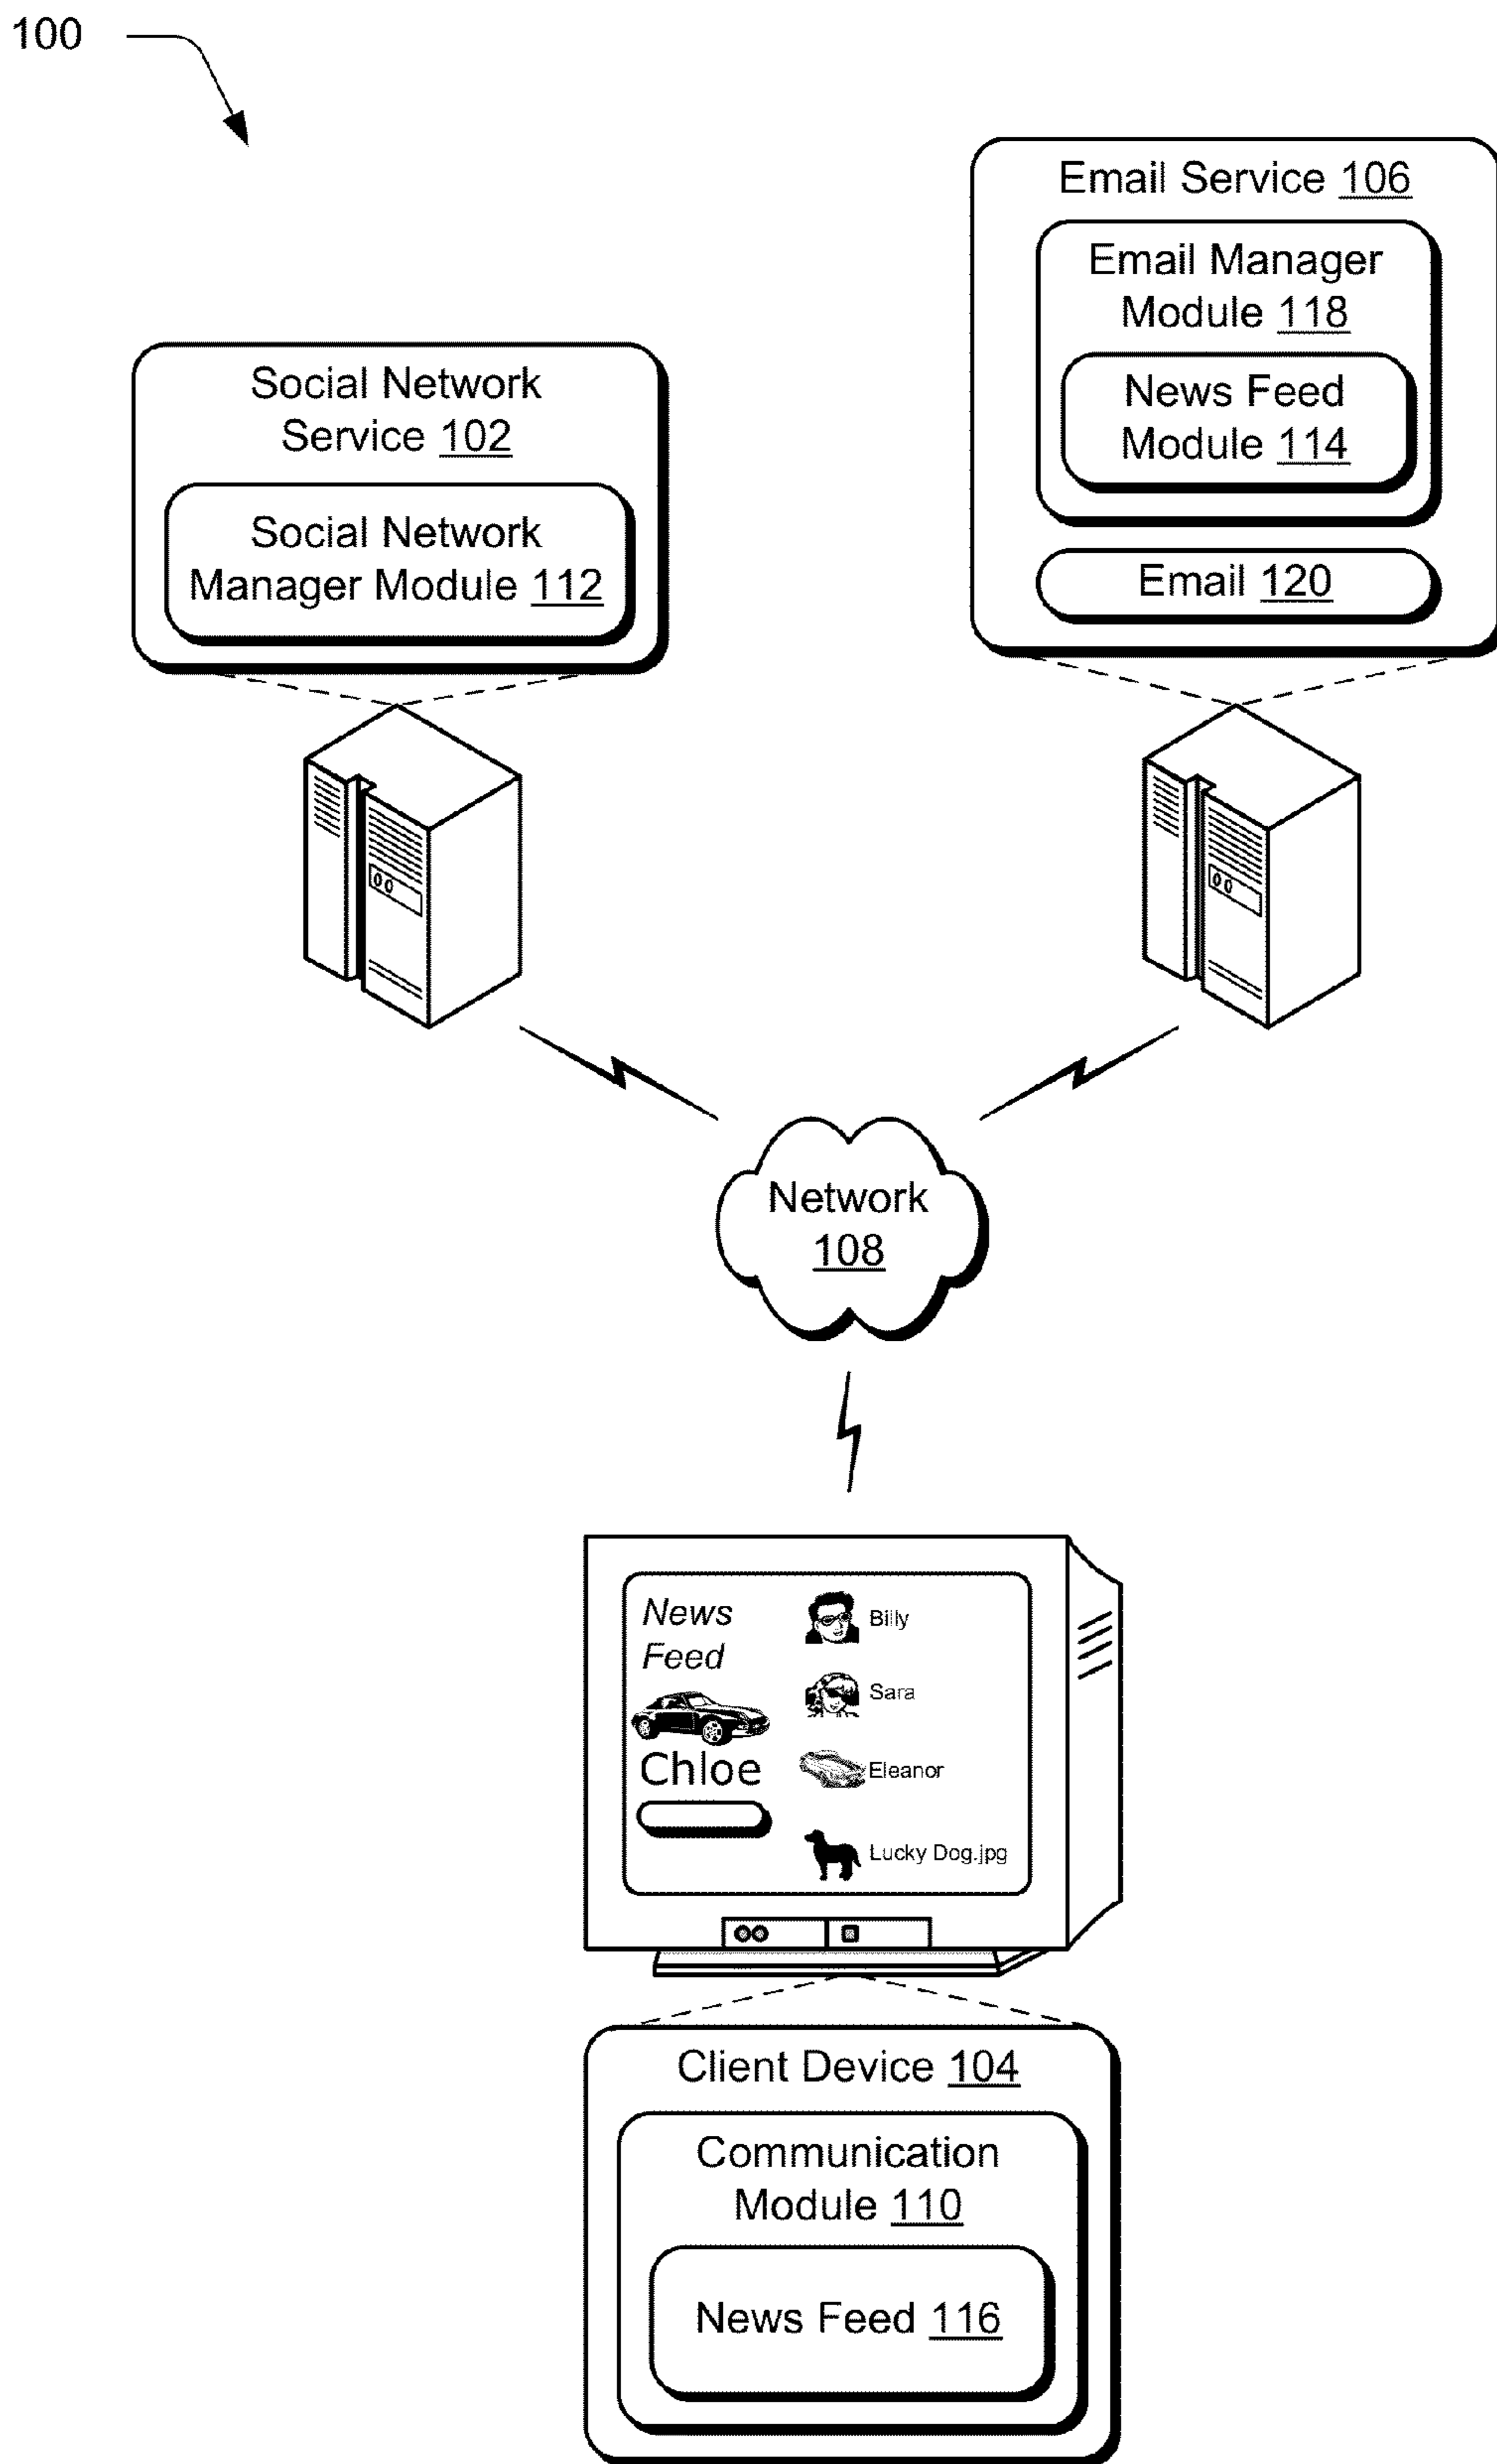 100
Email Service 106
Email Manager
Module 118
News Feed
Module 114
Email 120
Social Network
Service 102
Social Network
Manager Module 112
Network
108
News
Feed
Chloe
Billy
Sara
Eleanor
Lucky Dog.jpg
Client Device 104
Communication
Module 110
News Feed 116